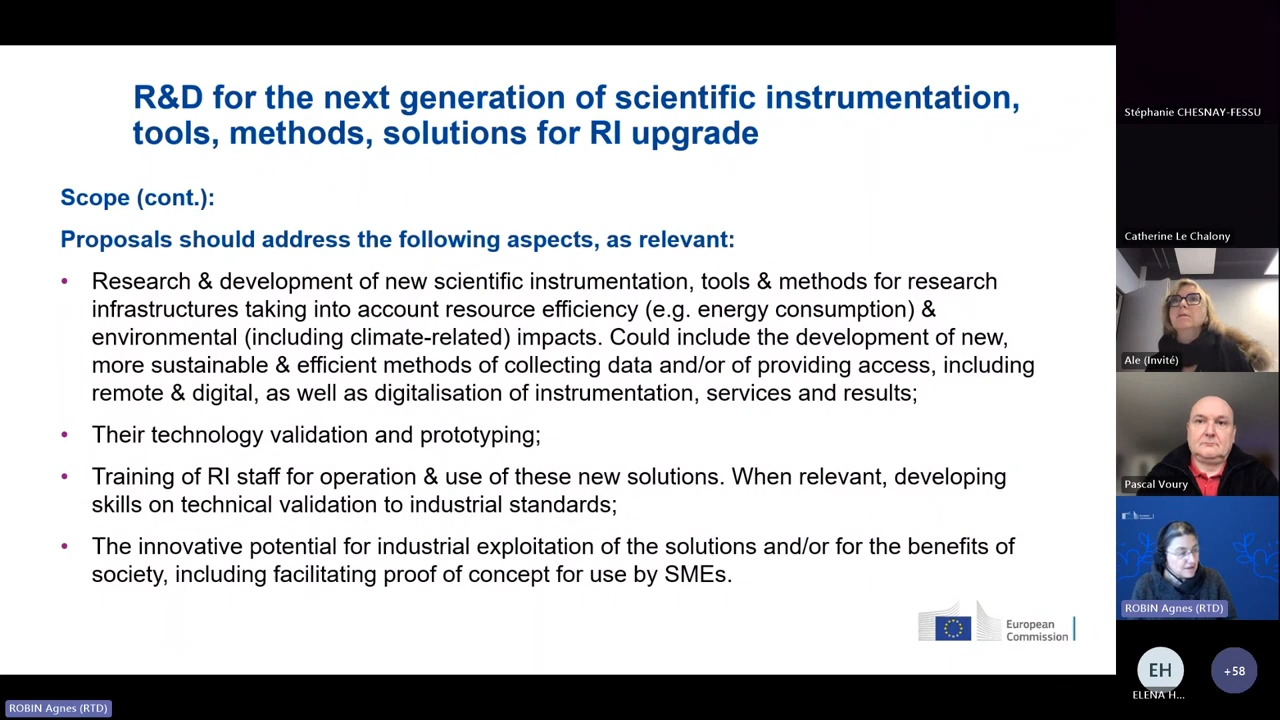 R&D for the next generation of scientific instrumentation,
tools, methods, solutions for RI upgrade
Scope (cont.):
Proposals should address the following aspects, as relevant:
• Research & development of new scientific instrumentation, tools & methods for research
infrastructures taking into account resource efficiency (e.g. energy consumption) &
environmental (including climate-related) impacts. Could include the development of new,
more sustainable & efficient methods of collecting data and/or of providing access, including
remote & digital, as well as digitalisation of instrumentation, services and results;
• Their technology validation and prototyping;
• Training of RI staff for operation & use of these new solutions. When relevant, developing
skills on technical validation to industrial standards;
• The innovative potential for industrial exploitation of the solutions and/or for the benefits of
society, including facilitating proof of concept for use by SMEs.
European
Commission
Stéphanie CHESNAY-FESSU
Catherine Le Chalony
Ale (Invité)
Pascal Voury
ROBIN Agnes (RTD)
EH
ELENA H...
+58
ROBIN Agnes (RTD)